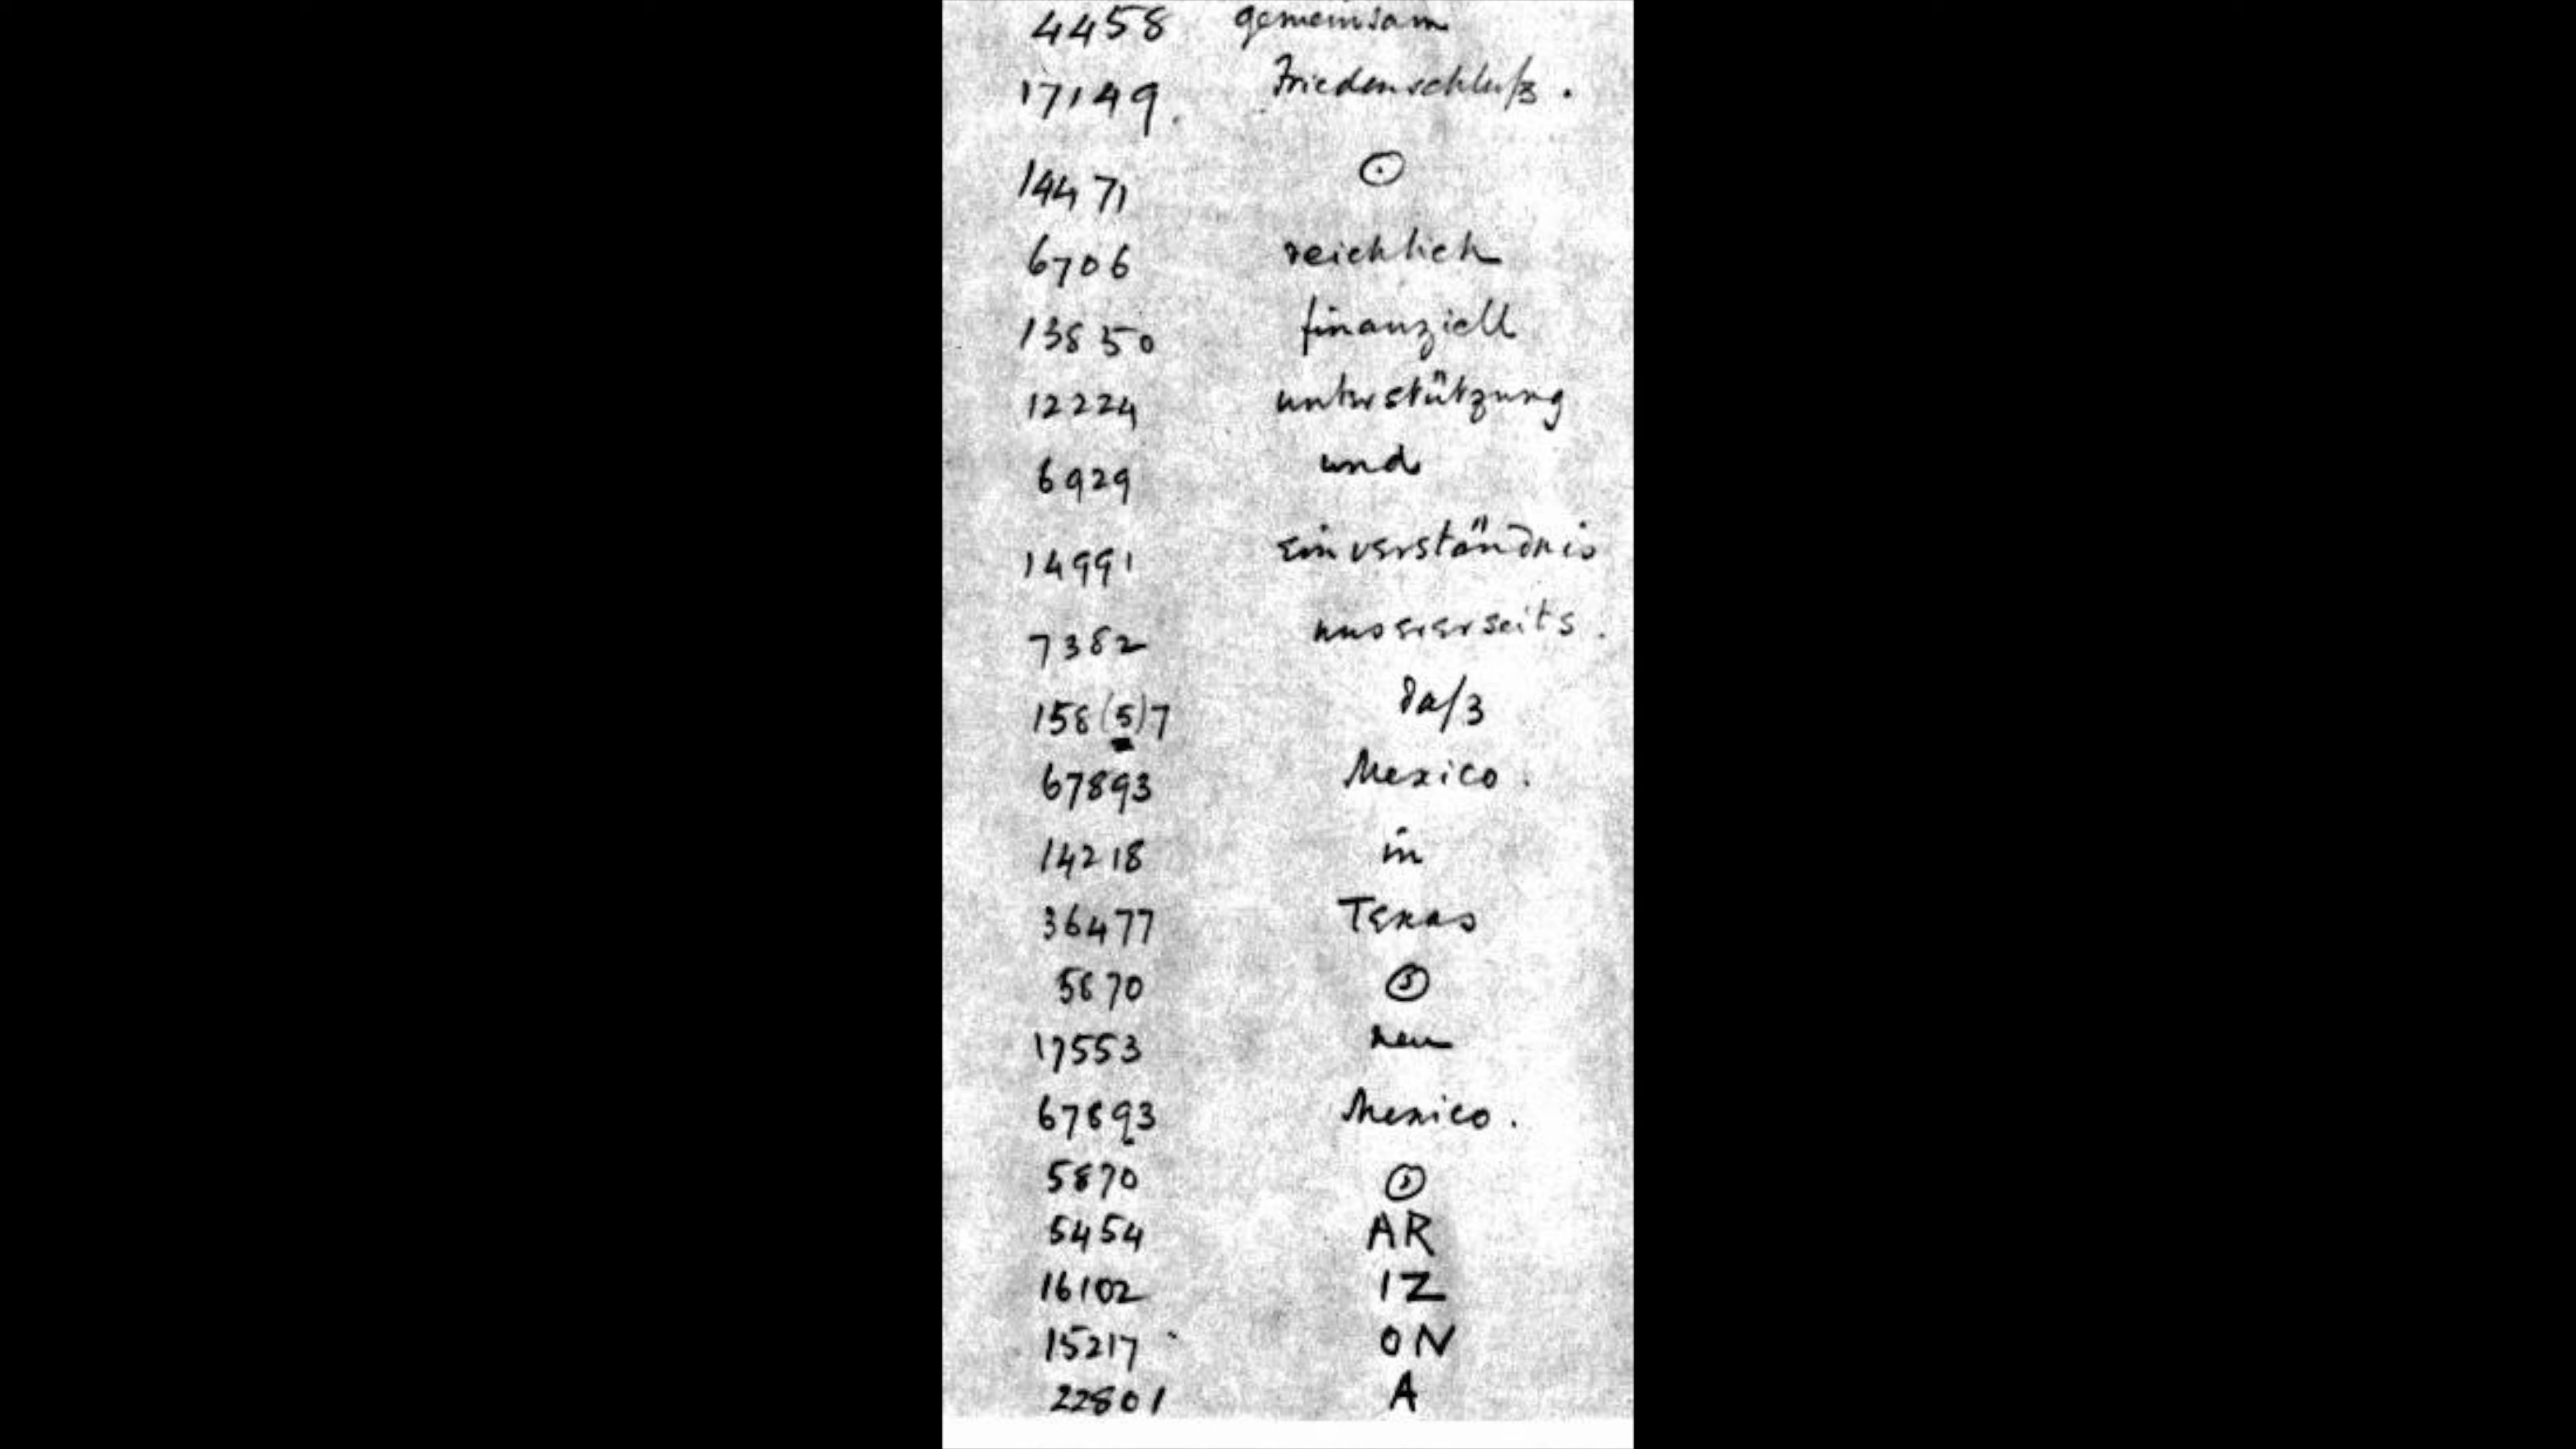 4458 gemeinsam
17149. Friedenschluß.
14471 ⊙
6706 reichlich
13850 finanziell
12224 unterstützung
6929 und
14991 einverständnis
7382 unsererseits.
158(5)7 daß
67893 Mexico.
14218 in
36477 Texas
5870 ⊙
17553 neu
67893 Mexico.
5870 ⊙
5454 AR
16102 IZ
15217 ON
22801 A